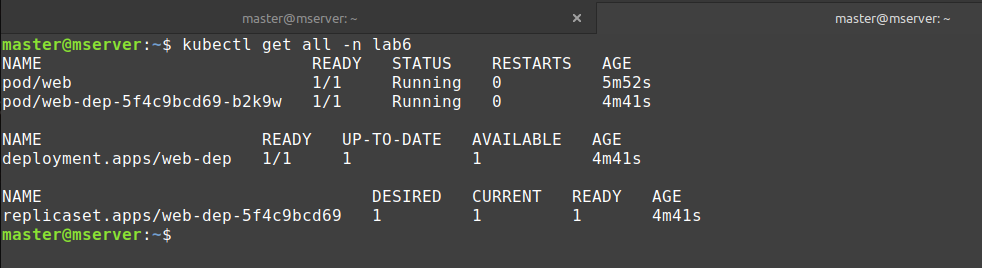 master@mserver: ~ × master@mserver: ~
master@mserver:~$ kubectl get all -n lab6
NAME READY STATUS RESTARTS AGE
pod/web 1/1 Running 0 5m52s
pod/web-dep-5f4c9bcd69-b2k9w 1/1 Running 0 4m41s
NAME READY UP-TO-DATE AVAILABLE AGE
deployment.apps/web-dep 1/1 1 1 4m41s
NAME DESIRED CURRENT READY AGE
replicaset.apps/web-dep-5f4c9bcd69 1 1 1 4m41s
master@mserver:~$